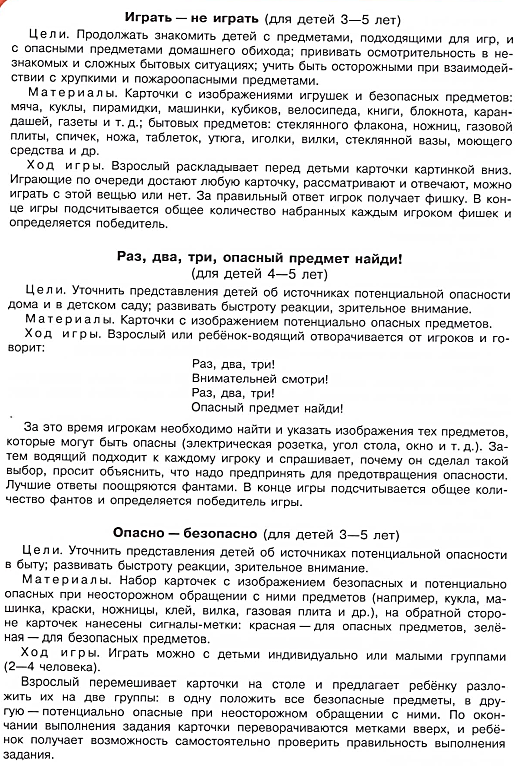 Играть — не играть (для детей 3—5 лет)
Цели. Продолжать знакомить детей с предметами, подходящими для игр, и
с опасными предметами домашнего обихода; прививать осмотрительность в не-
знакомых и сложных бытовых ситуациях; учить быть осторожными при взаимодей-
ствии с хрупкими и пожароопасными предметами.
Материалы. Карточки с изображениями игрушек и безопасных предметов:
мяча, куклы, пирамидки, машинки, кубиков, велосипеда, книги, блокнота, каран-
дашей, газеты и т. д.; бытовых предметов: стеклянного флакона, ножниц, газовой
плиты, спичек, ножа, таблеток, утюга, иголки, вилки, стеклянной вазы, моющего
средства и др.
Ход игры. Взрослый раскладывает перед детьми карточки картинкой вниз.
Играющие по очереди достают любую карточку, рассматривают и отвечают, можно
играть с этой вещью или нет. За правильный ответ игрок получает фишку. В кон-
це игры подсчитывается общее количество набранных каждым игроком фишек и
определяется победитель.
Раз, два, три, опасный предмет найди!
(для детей 4—5 лет)
Цели. Уточнить представления детей об источниках потенциальной опасности
дома и в детском саду; развивать быстроту реакции, зрительное внимание.
Материалы. Карточки с изображением потенциально опасных предметов.
Ход игры. Взрослый или ребёнок-водящий отворачивается от игроков и го-
ворит:
Раз, два, три!
Внимательней смотри!
Раз, два, три!
Опасный предмет найди!
За это время игрокам необходимо найти и указать изображения тех предметов,
которые могут быть опасны (электрическая розетка, угол стола, окно и т. д.). За-
тем водящий подходит к каждому игроку и спрашивает, почему он сделал такой
выбор, просит объяснить, что надо предпринять для предотвращения опасности.
Лучшие ответы поощряются фантами. В конце игры подсчитывается общее коли-
чество фантов и определяется победитель игры.
Опасно — безопасно (для детей 3—5 лет)
Цели. Уточнить представления детей об источниках потенциальной опасности
в быту; развивать быстроту реакции, зрительное внимание.
Материалы. Набор карточек с изображением безопасных и потенциально
опасных при неосторожном обращении с ними предметов (например, кукла, ма-
шинка, краски, ножницы, клей, вилка, газовая плита и др.), на обратной сторо-
не карточек нанесены сигналы-метки: красная — для опасных предметов, зелё-
ная — для безопасных предметов.
Ход игры. Играть можно с детьми индивидуально или малыми группами
(2—4 человека).
Взрослый перемешивает карточки на столе и предлагает ребёнку разло-
жить их на две группы: в одну положить все безопасные предметы, в дру-
гую — потенциально опасные при неосторожном обращении с ними. По окон-
чании выполнения задания карточки переворачиваются метками вверх, и ребё-
нок получает возможность самостоятельно проверить правильность выполнения
задания.